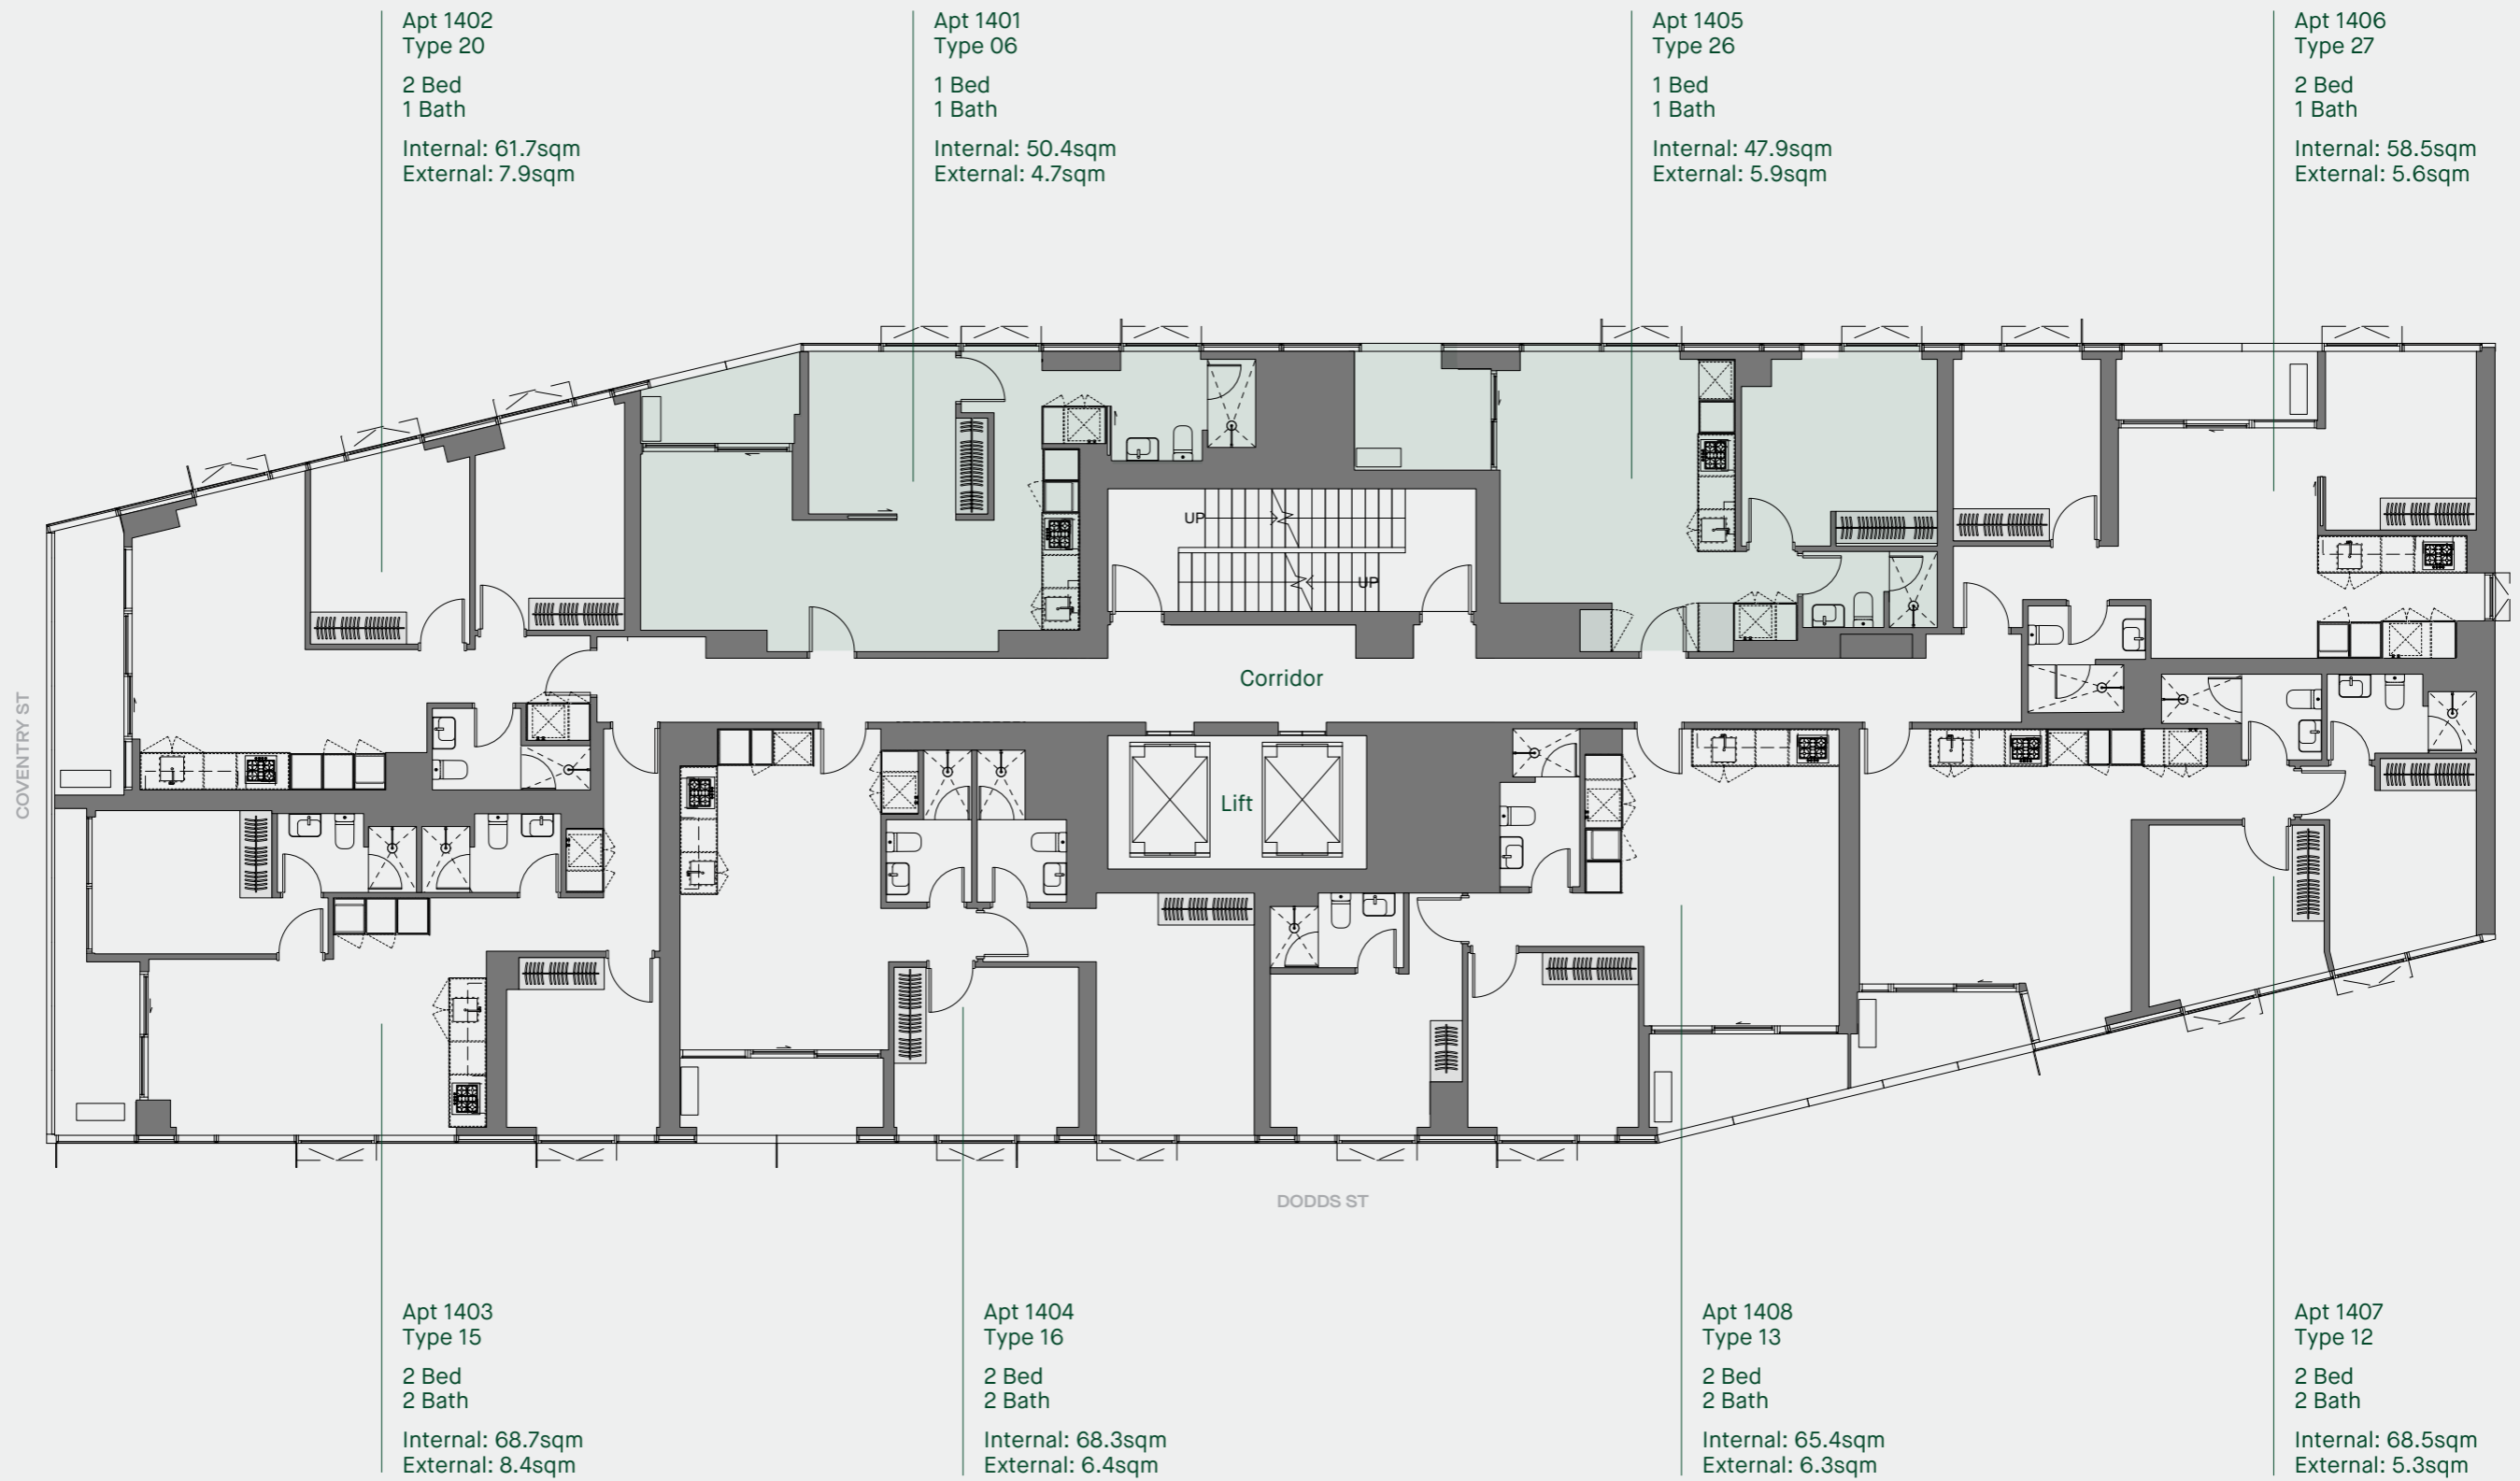 Apt 1402
Type 20
2 Bed
1 Bath
Internal: 61.7sqm
External: 7.9sqm
Apt 1401
Type 06
1 Bed
1 Bath
Internal: 50.4sqm
External: 4.7sqm
Apt 1405
Type 26
1 Bed
1 Bath
Internal: 47.9sqm
External: 5.9sqm
Apt 1406
Type 27
2 Bed
1 Bath
Internal: 58.5sqm
External: 5.6sqm
UP
UP
Corridor
COVENTRY ST
Lift
DODDS ST
Apt 1403
Type 15
2 Bed
2 Bath
Internal: 68.7sqm
External: 8.4sqm
Apt 1404
Type 16
2 Bed
2 Bath
Internal: 68.3sqm
External: 6.4sqm
Apt 1408
Type 13
2 Bed
2 Bath
Internal: 65.4sqm
External: 6.3sqm
Apt 1407
Type 12
2 Bed
2 Bath
Internal: 68.5sqm
External: 5.3sqm